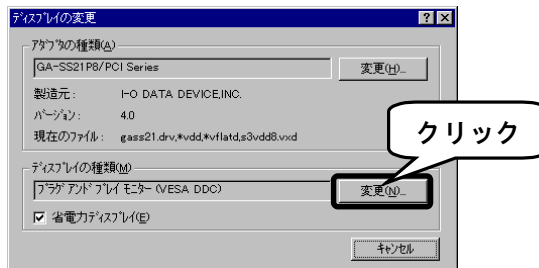 ディスプレイの変更
アダプタの種類(A)
GA-SS21P8/PCI Series
変更(H)...
製造元: I-O DATA DEVICE,INC.
バージョン: 4.0
現在のファイル: gass21.drv,*vdd,*vflatd,s3vdd8.vxd
クリック
ディスプレイの種類(M)
プラグ アンド プレイ モニター (VESA DDC)
変更(N)...
省電力ディスプレイ(E)
キャンセル